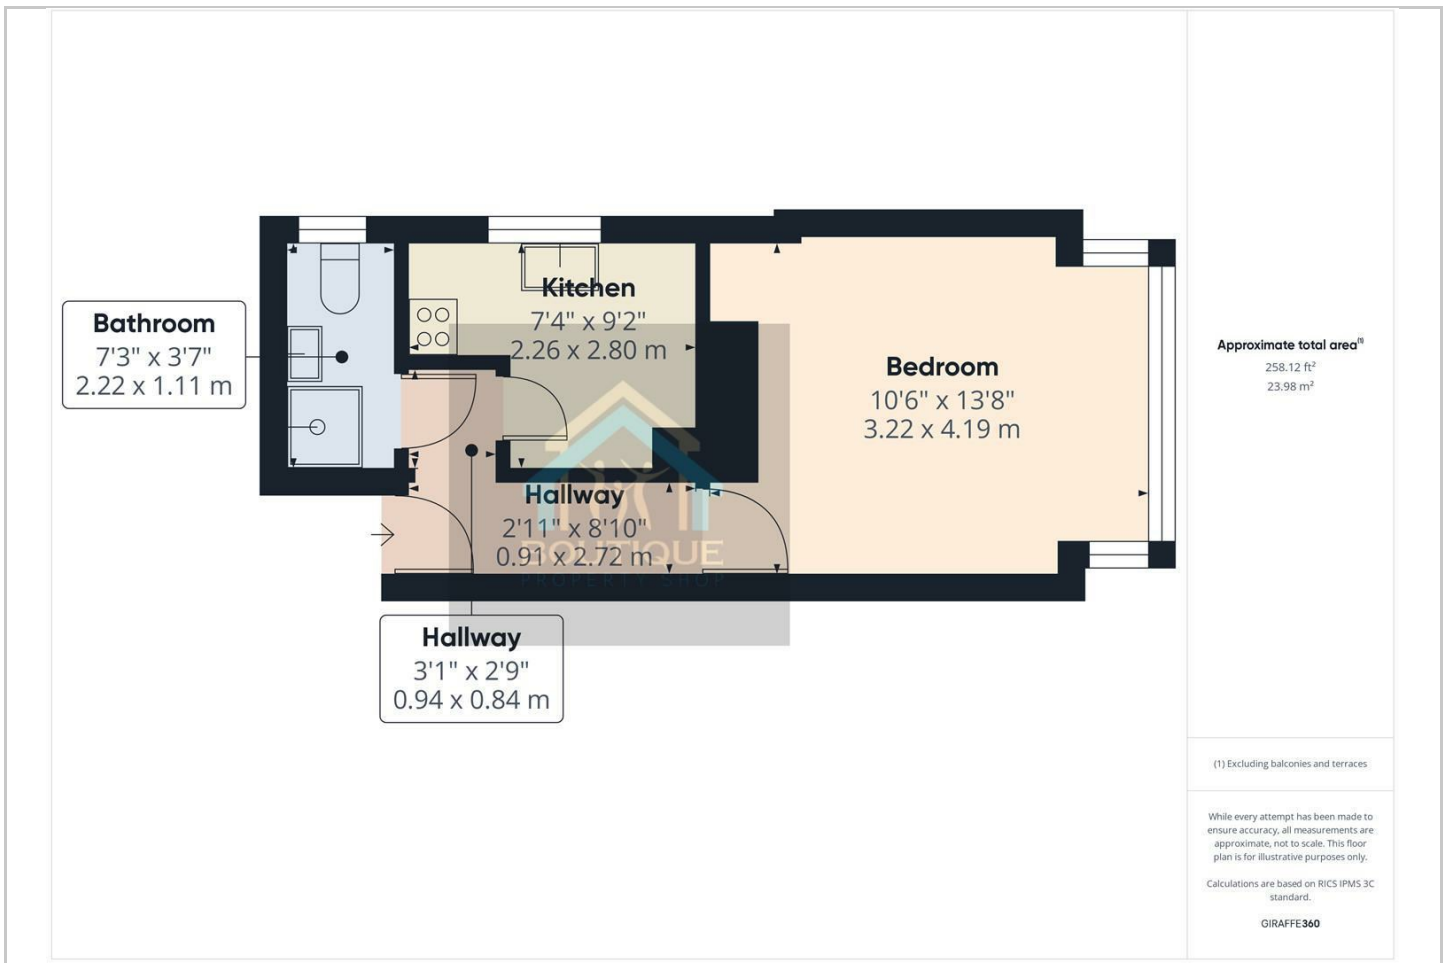 Bathroom
7'3" x 3'7"
2.22 x 1.11 m
Kitchen
7'4" x 9'2"
2.26 x 2.80 m
Bedroom
10'6" x 13'8"
3.22 x 4.19 m
Hallway
2'11" x 8'10"
0.91 x 2.72 m
BOUTIQUE
PROPERTY SHOP
Hallway
3'1" x 2'9"
0.94 x 0.84 m
Approximate total area(1)
258.12 ft²
23.98 m²
(1) Excluding balconies and terraces
While every attempt has been made to
ensure accuracy, all measurements are
approximate, not to scale. This floor
plan is for illustrative purposes only.
Calculations are based on RICS IPMS 3C
standard.
GIRAFFE360